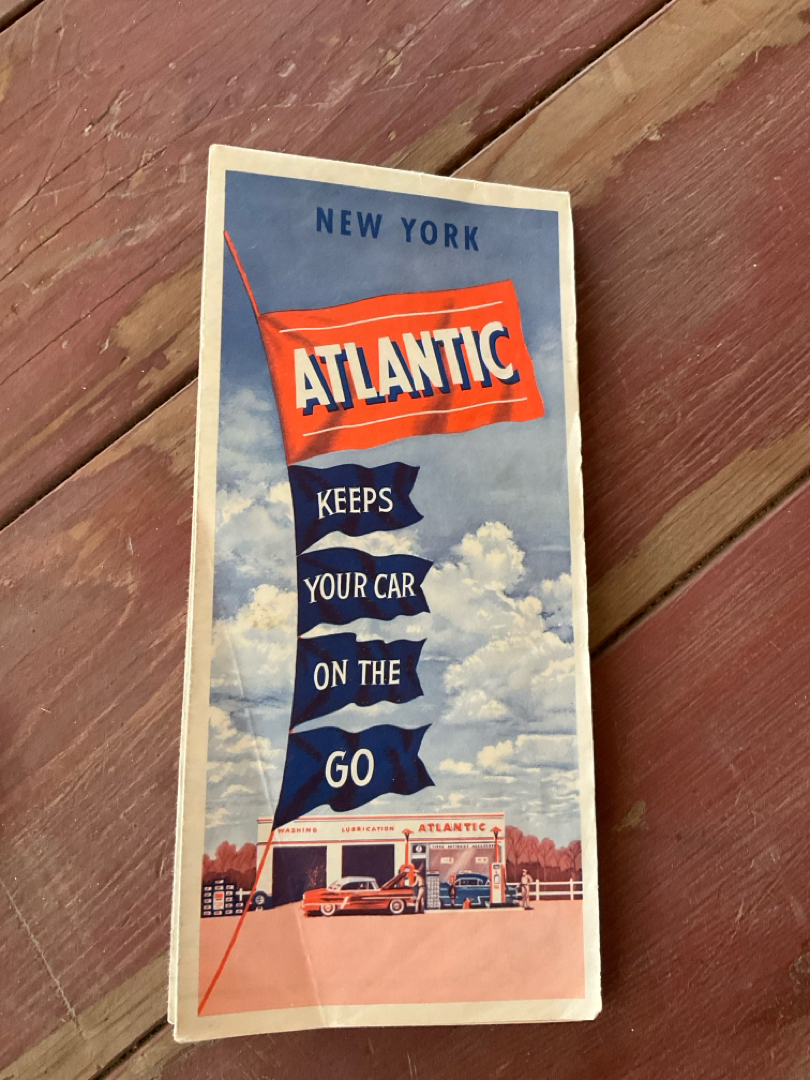 NEW YORK
ATLANTIC
KEEPS
YOUR CAR
ON THE
GO
WASHING LUBRICATION ATLANTIC